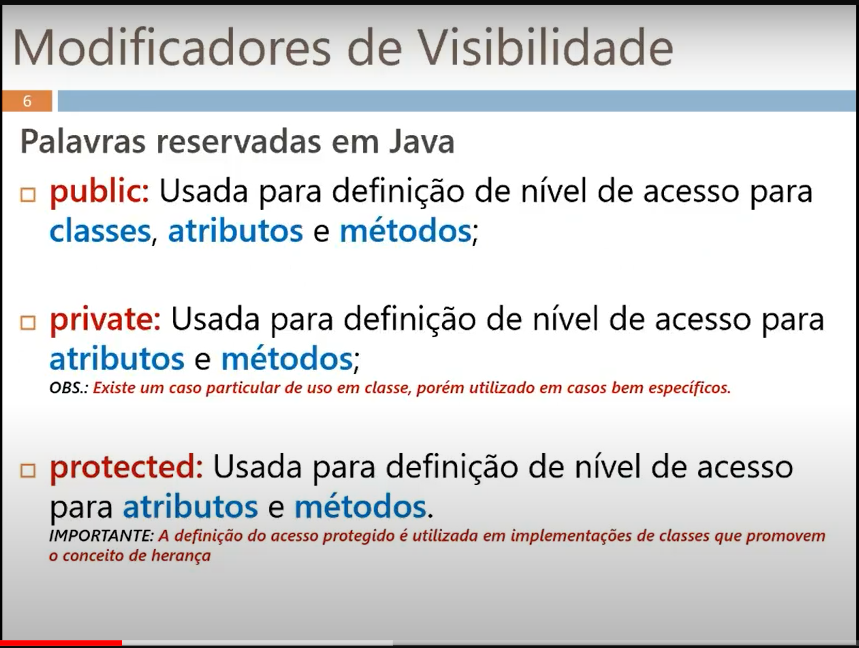 Modificadores de Visibilidade
6
Palavras reservadas em Java
public: Usada para definição de nível de acesso para
classes, atributos e métodos;
private: Usada para definição de nível de acesso para
atributos e métodos;
OBS.: Existe um caso particular de uso em classe, porém utilizado em casos bem específicos.
protected: Usada para definição de nível de acesso
para atributos e métodos.
IMPORTANTE: A definição do acesso protegido é utilizada em implementações de classes que promovem
o conceito de herança